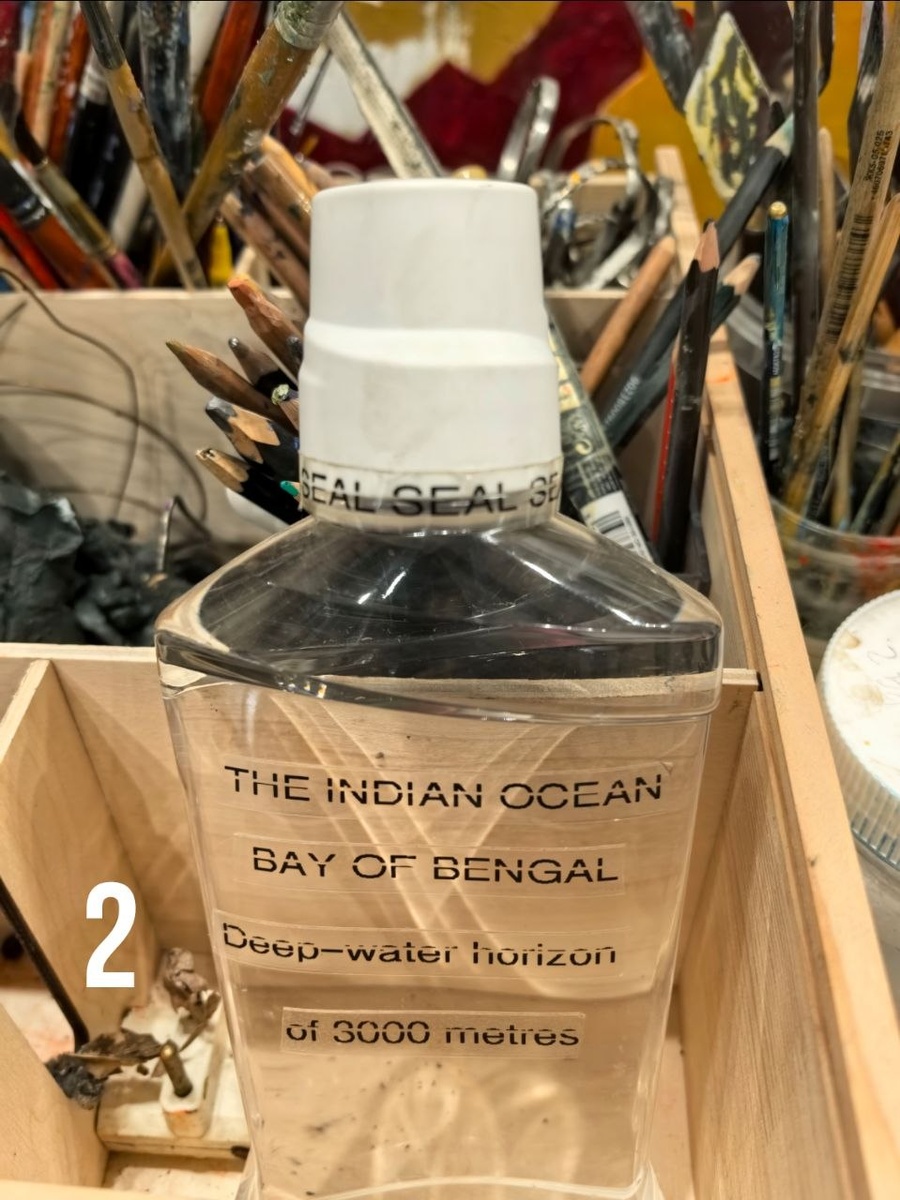 SEAL SEAL SE
THE INDIAN OCEAN
BAY OF BENGAL
Deep-water horizon
of 3000 metres
2